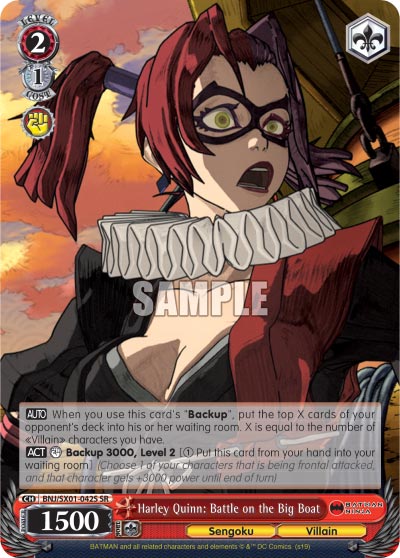 LEVEL
2
1
COST
SAMPLE
AUTO When you use this card's "Backup", put the top X cards of your
opponent's deck into his or her waiting room. X is equal to the number of
«Villain» characters you have.
ACT Backup 3000, Level 2 [① Put this card from your hand into your
waiting room] (Choose 1 of your characters that is being frontal attacked,
and that character gets +3000 power until end of turn)
CH BNJ/SX01-042S SR
Harley Quinn: Battle on the Big Boat
BATMAN
NINJA
POWER
1500
Sengoku
Villain
BATMAN and all related characters and elements © & ™ DC Comics. (s19)